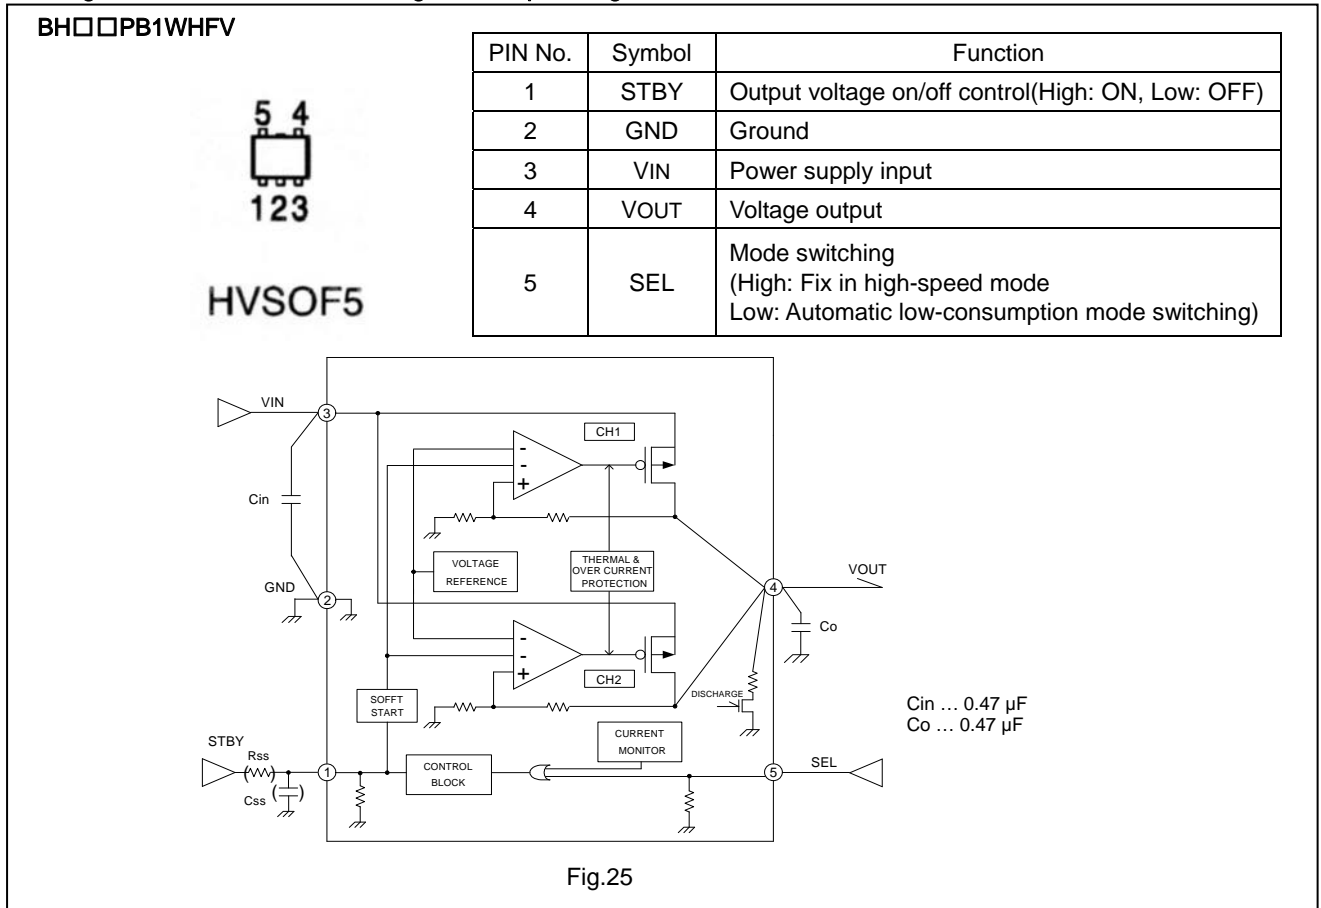 BH□□PB1WHFV
5 4
123
HVSOF5
PIN No. Symbol Function
1 STBY Output voltage on/off control(High: ON, Low: OFF)
2 GND Ground
3 VIN Power supply input
4 VOUT Voltage output
5 SEL Mode switching
(High: Fix in high-speed mode
Low: Automatic low-consumption mode switching)
VIN
3
CH1
-
-
+
Cin
VOLTAGE
REFERENCE
THERMAL &
OVER CURRENT
PROTECTION
VOUT
4
GND
2
Co
-
-
+
CH2
SOFFT
START
DISCHARGE
Cin … 0.47 µF
Co … 0.47 µF
CURRENT
MONITOR
STBY
Rss
( )
1
CONTROL
BLOCK
5
SEL
Css
( )
Fig.25